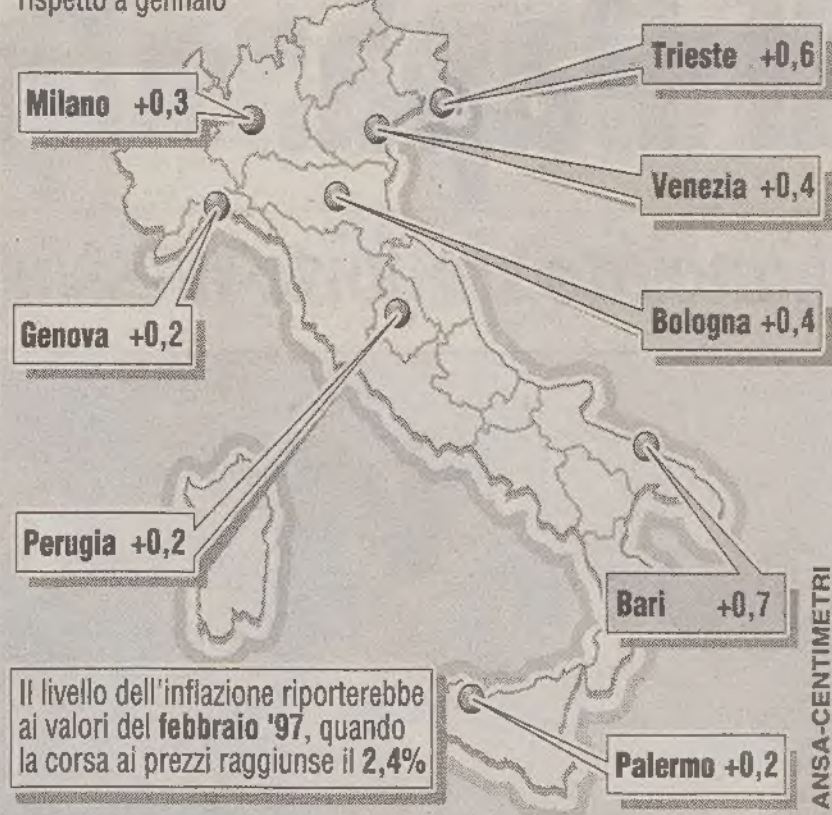 rispetto a gennaio
Trieste +0,6
Milano +0,3
Venezia +0,4
Genova +0,2
Bologna +0,4
Perugia +0,2
Bari +0,7
Il livello dell'inflazione riporterebbe
ai valori del febbraio '97, quando
la corsa ai prezzi raggiunse il 2,4%
Palermo +0,2
ANSA-CENTIMETRI